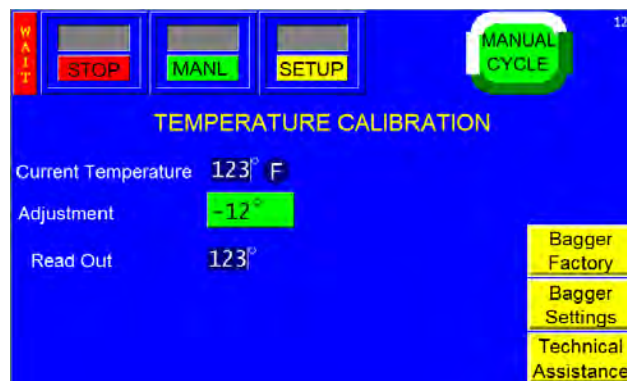 WAIT
STOP
MANL
SETUP
MANUAL
CYCLE
12
TEMPERATURE CALIBRATION
Current Temperature 123° F
Adjustment -12°
Read Out 123°
Bagger
Factory
Bagger
Settings
Technical
Assistance